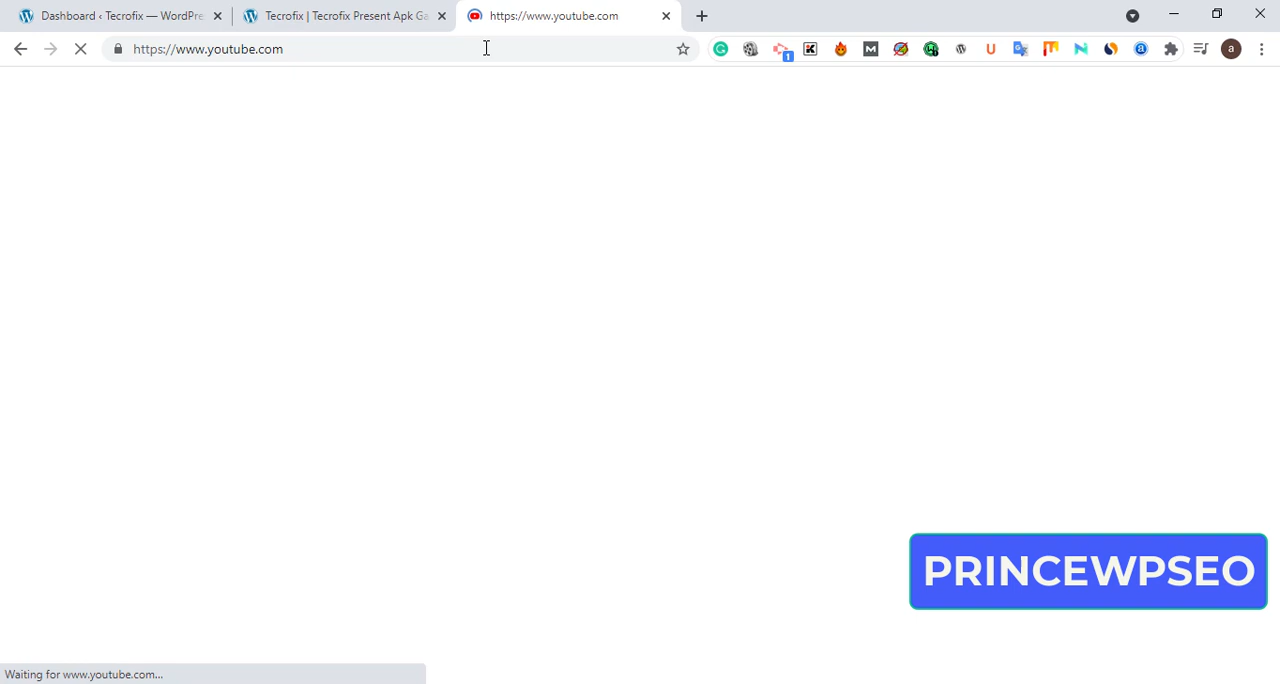 Dashboard ‹ Tecrofix — WordPre
Tecrofix | Tecrofix Present Apk Ga
https://www.youtube.com
https://www.youtube.com
1
a
PRINCEWPSEO
Waiting for www.youtube.com...